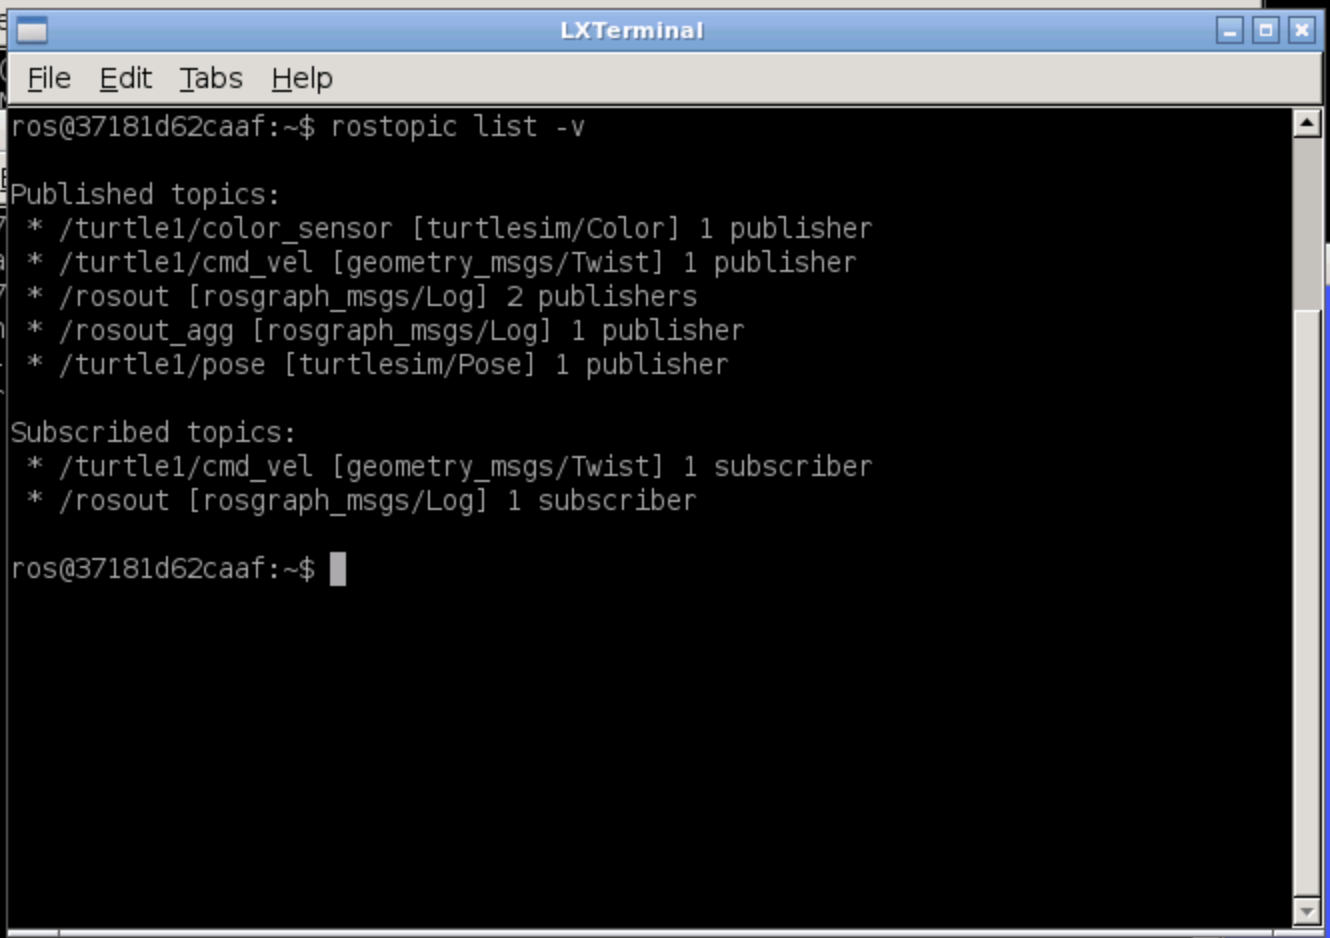 LXTerminal
File Edit Tabs Help
ros@37181d62caaf:~$ rostopic list -v
Published topics:
* /turtle1/color_sensor [turtlesim/Color] 1 publisher
* /turtle1/cmd_vel [geometry_msgs/Twist] 1 publisher
* /rosout [rosgraph_msgs/Log] 2 publishers
* /rosout_agg [rosgraph_msgs/Log] 1 publisher
* /turtle1/pose [turtlesim/Pose] 1 publisher
Subscribed topics:
* /turtle1/cmd_vel [geometry_msgs/Twist] 1 subscriber
* /rosout [rosgraph_msgs/Log] 1 subscriber
ros@37181d62caaf:~$